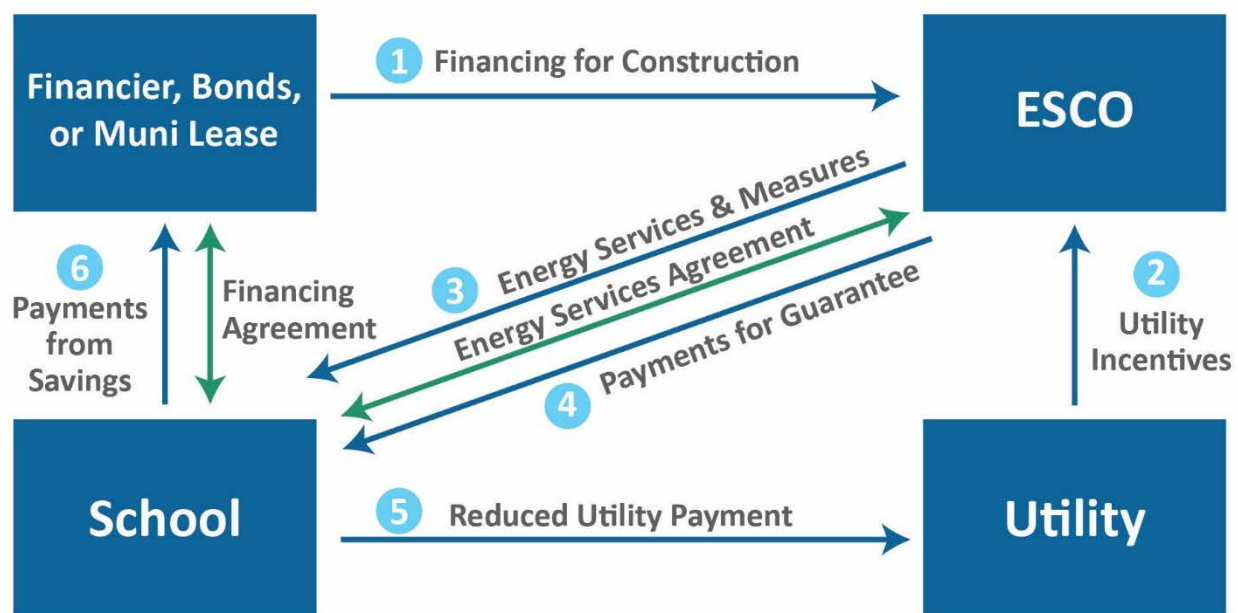 Financier, Bonds,
or Muni Lease
1 Financing for Construction
ESCO
3 Energy Services & Measures
Energy Services Agreement
4 Payments for Guarantee
6
Payments
from
Savings
Financing
Agreement
2
Utility
Incentives
School
5 Reduced Utility Payment
Utility